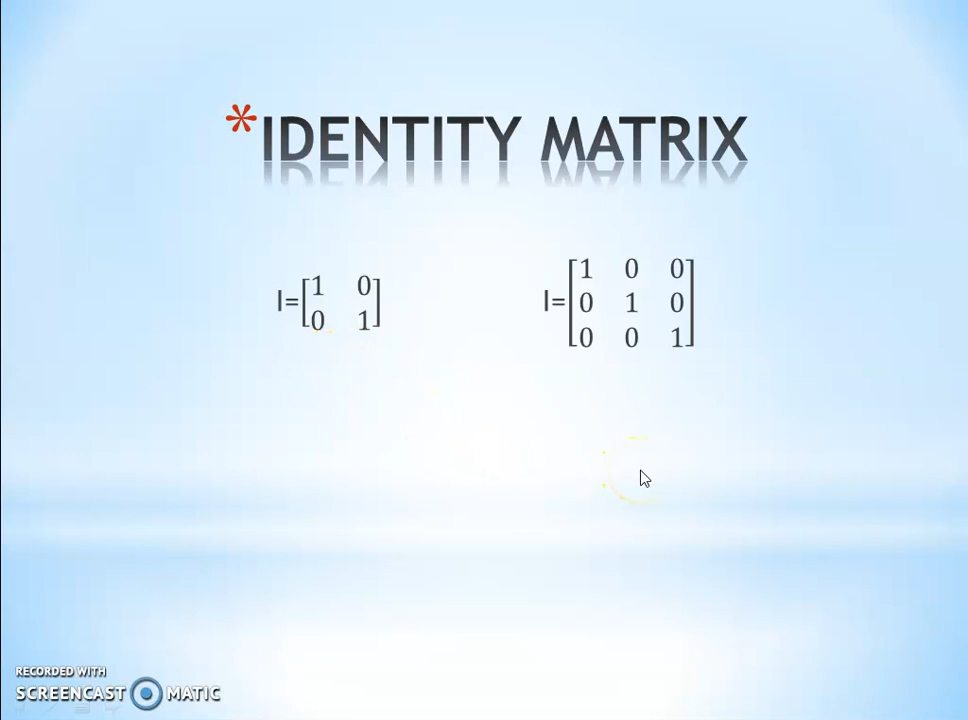 *IDENTITY MATRIX
I=[1 0
0 1]
I=[1 0 0
0 1 0
0 0 1]
RECORDED WITH
SCREENCAST MATIC